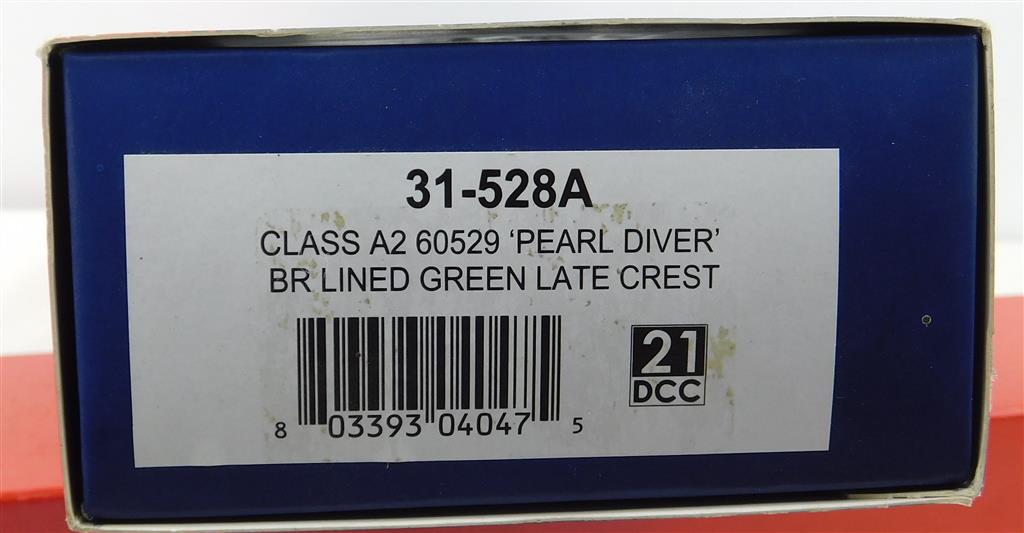 31-528A
CLASS A2 60529 ‘PEARL DIVER’
BR LINED GREEN LATE CREST
21
DCC
8 03393 04047 5